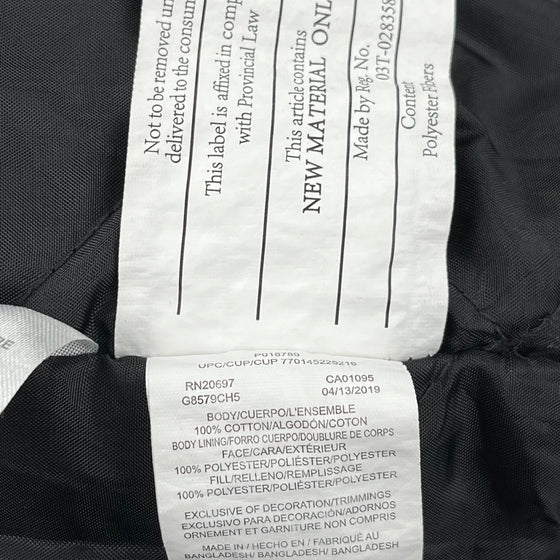 Not to be removed un
delivered to the consum
This label is affixed in comp
with Provincial Law
This article contains
NEW MATERIAL ONL
Made by Reg. No.
03T-02835
Content
Polyester Fibers
RE
P018789
UPC/CUP/CUP 770145226216
RN20697 CA01095
G8579CH5 04/13/2019
BODY/CUERPO/L'ENSEMBLE
100% COTTON/ALGODÓN/COTON
BODY LINING/FORRO CUERPO/DOUBLURE DE CORPS
FACE/CARA/EXTÉRIEUR
100% POLYESTER/POLIÉSTER/POLYESTER
FILL/RELLENO/REMPLISSAGE
100% POLYESTER/POLIÉSTER/POLYESTER
EXCLUSIVE OF DECORATION/TRIMMINGS
EXCLUSIVO PARA DECORACIÓN/ADORNOS
ORNEMENTATION ET GARNITURE NON COMPRIS
MADE IN / HECHO EN / FABRIQUÉ AU
BANGLADESH/ BANGLADESH/ BANGLADESH